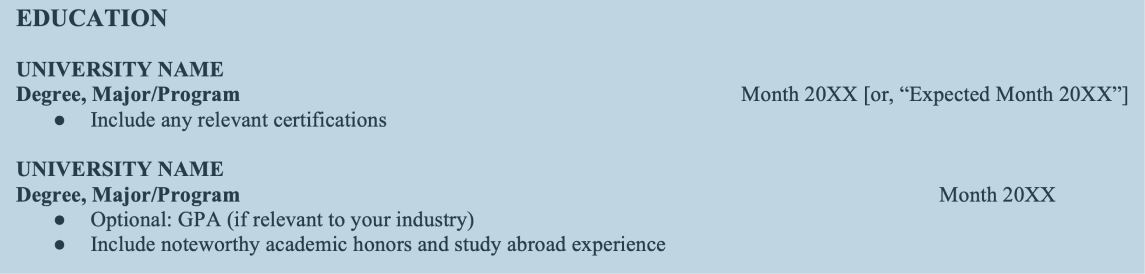 EDUCATION
UNIVERSITY NAME
Degree, Major/Program Month 20XX [or, “Expected Month 20XX”]
● Include any relevant certifications
UNIVERSITY NAME
Degree, Major/Program Month 20XX
● Optional: GPA (if relevant to your industry)
● Include noteworthy academic honors and study abroad experience